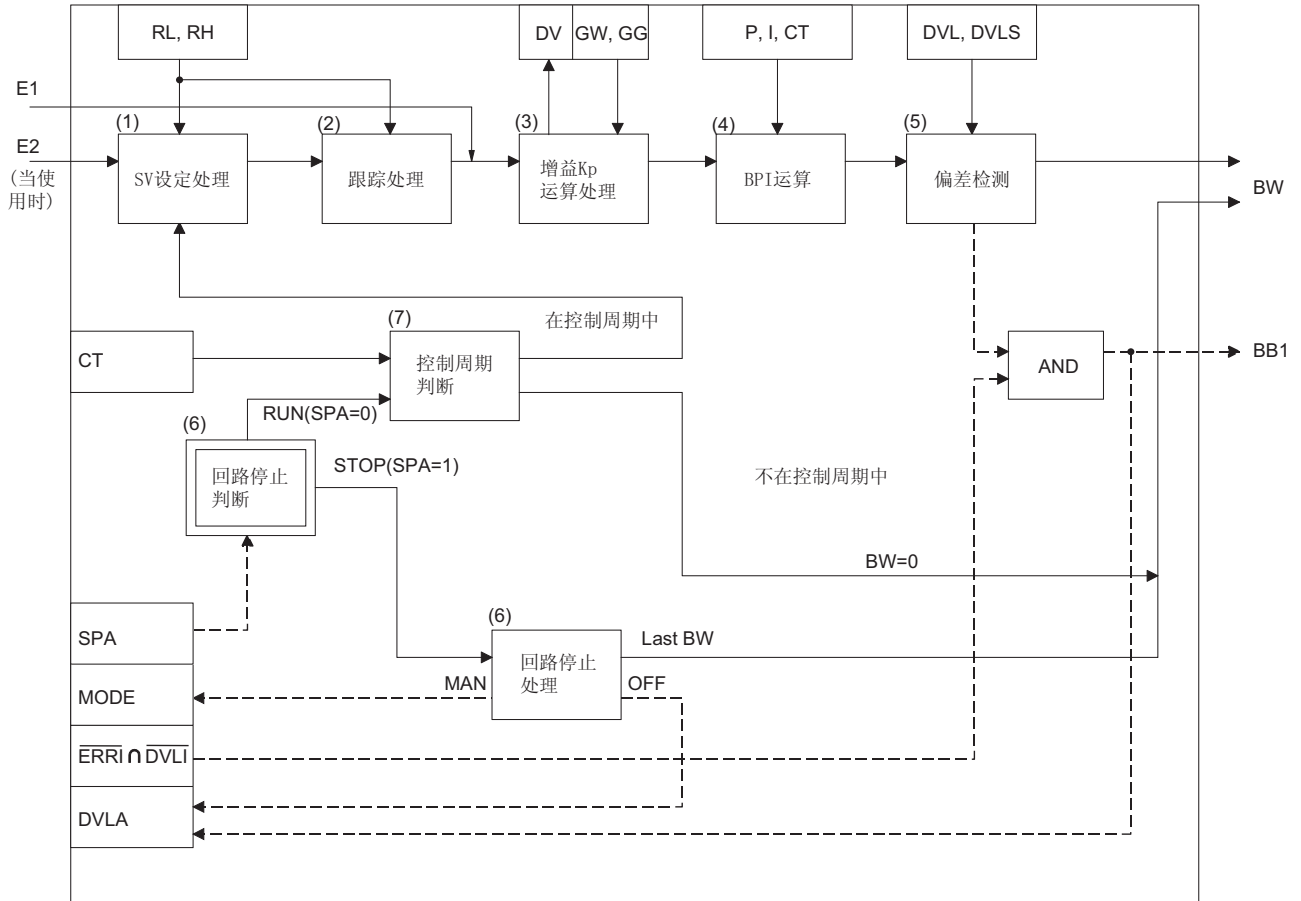 RL, RH
DV
GW, GG
P, I, CT
DVL, DVLS
E1
(1)
(2)
(3)
(4)
(5)
E2
(当使
用时)
SV设定处理
跟踪处理
增益Kp
运算处理
BPI运算
偏差检测
BW
(7)
在控制周期中
CT
控制周期
判断
AND
BB1
RUN(SPA=0)
(6)
STOP(SPA=1)
回路停止
判断
不在控制周期中
BW=0
SPA
(6)
Last BW
回路停止
处理
MAN
OFF
MODE
E̅R̅R̅I̅ ∩ D̅V̅L̅I̅
DVLA